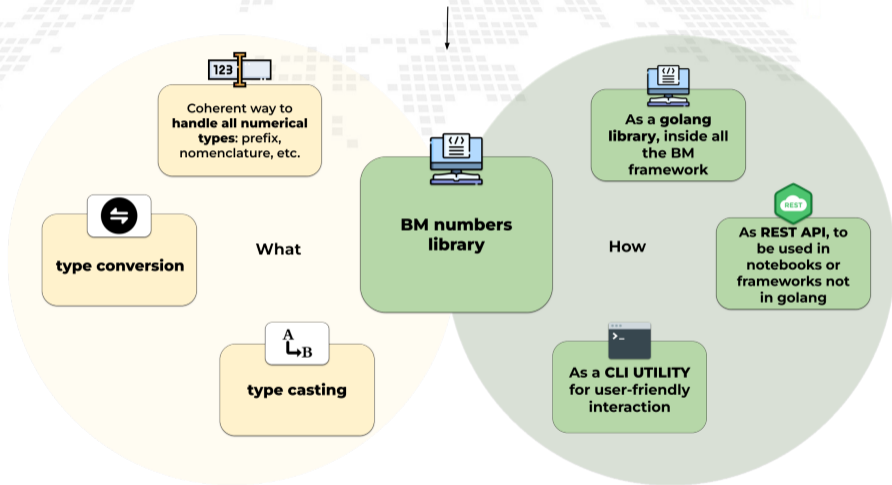 123
Coherent way to
handle all numerical
types: prefix,
nomenclature, etc.
type conversion
What
A
B
type casting
</>
BM numbers
library
How
</>
As a golang
library, inside all
the BM
framework
REST
As REST API, to
be used in
notebooks or
frameworks not
in golang
>_
As a CLI UTILITY
for user-friendly
interaction